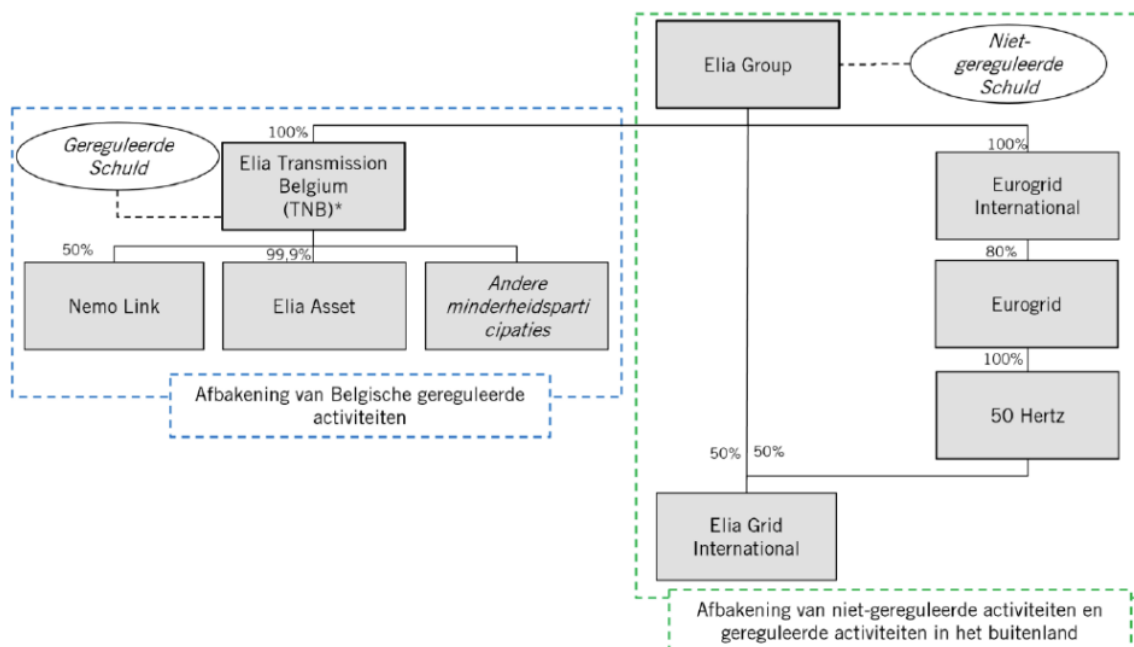 Elia Group
Niet-
gereguleerde
Schuld
100%
Gereguleerde
Schuld
Elia Transmission
Belgium
(TNB)*
100%
Eurogrid
International
50%
99,9%
80%
Nemo Link
Elia Asset
Andere
minderheidsparti
cipaties
Eurogrid
100%
Afbakening van Belgische gereguleerde
activiteiten
50 Hertz
50%
50%
Elia Grid
International
Afbakening van niet-gereguleerde activiteiten en
gereguleerde activiteiten in het buitenland